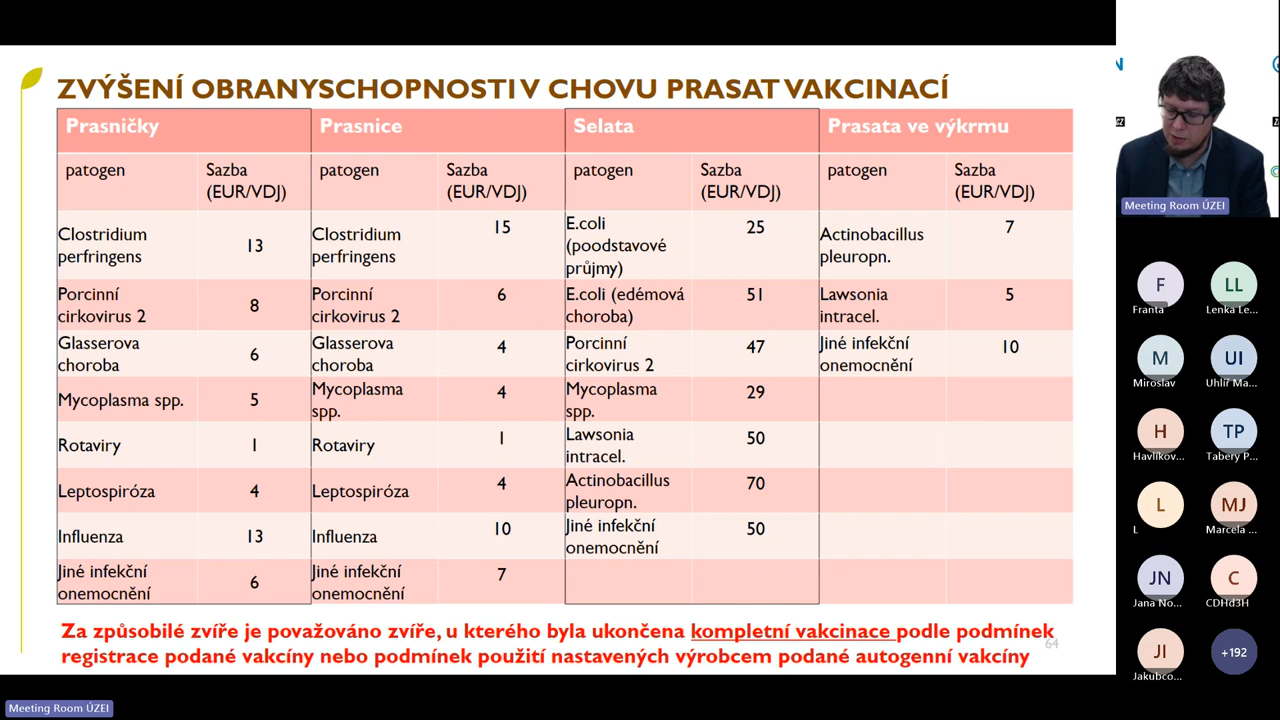 ZVÝŠENÍ OBRANYSCHOPNOSTI V CHOVU PRASAT VAKCINACÍ
Prasničky Prasnice Selata Prasata ve výkrmu
patogen Sazba (EUR/VDJ) patogen Sazba (EUR/VDJ) patogen Sazba (EUR/VDJ) patogen Sazba (EUR/VDJ)
Clostridium perfringens 13 Clostridium perfringens 15 E.coli (poodstavové průjmy) 25 Actinobacillus pleuropn. 7
Porcinní cirkovirus 2 8 Porcinní cirkovirus 2 6 E.coli (edémová choroba) 51 Lawsonia intracel. 5
Glasserova choroba 6 Glasserova choroba 4 Porcinní cirkovirus 2 47 Jiné infekční onemocnění 10
Mycoplasma spp. 5 Mycoplasma spp. 4 Mycoplasma spp. 29
Rotaviry 1 Rotaviry 1 Lawsonia intracel. 50
Leptospiróza 4 Leptospiróza 4 Actinobacillus pleuropn. 70
Influenza 13 Influenza 10 Jiné infekční onemocnění 50
Jiné infekční onemocnění 6 Jiné infekční onemocnění 7
Za způsobilé zvíře je považováno zvíře, u kterého byla ukončena kompletní vakcinace podle podmínek
registrace podané vakcíny nebo podmínek použití nastavených výrobcem podané autogenní vakcíny
64
Meeting Room ÚZEI
Meeting Room ÚZEI
F LL
Franta Lenka Le...
M UI
Miroslav Uhlíř Ma...
H TP
Havlíkov... Tabery P...
L MJ
L Marcela ...
JN C
Jana No... CDHd3H
JI +192
Jakubco...